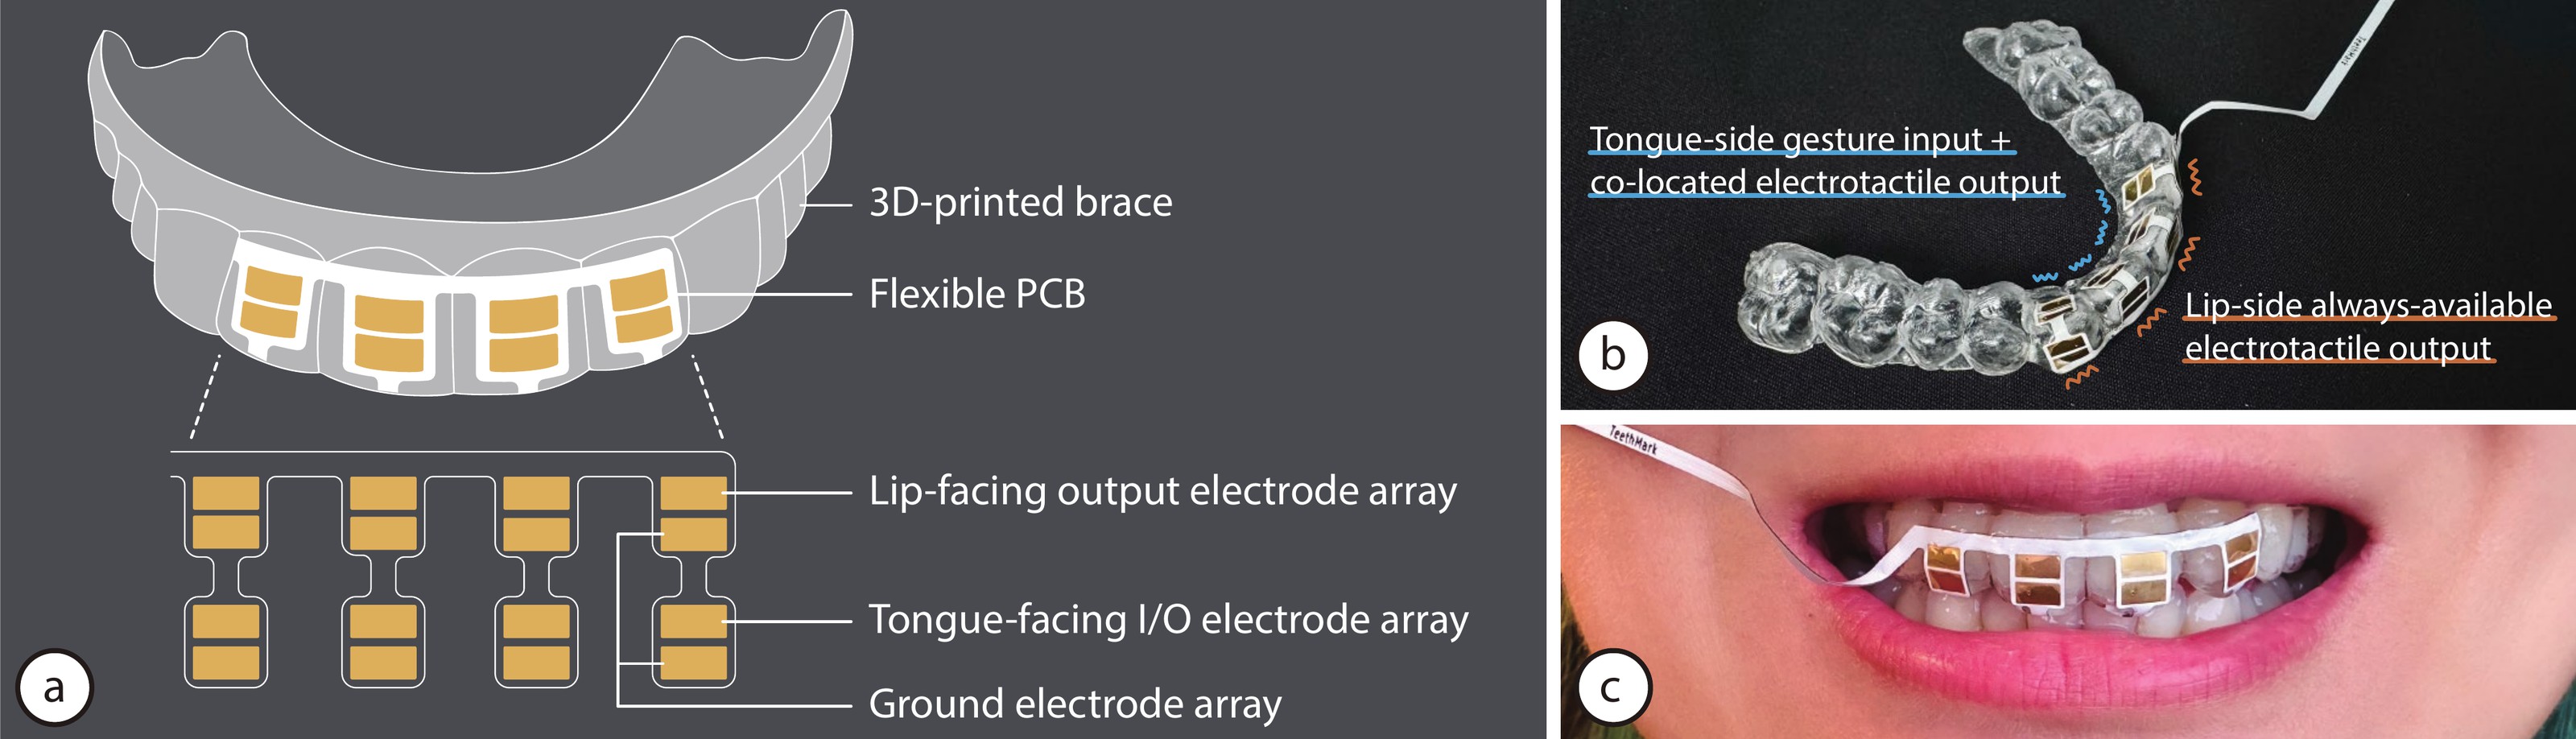 3D-printed brace
Flexible PCB
Lip-facing output electrode array
Tongue-facing I/O electrode array
Ground electrode array
a
Tongue-side gesture input +
co-located electrotactile output
Lip-side always-available
electrotactile output
TeethMark
b
TeethMark
c